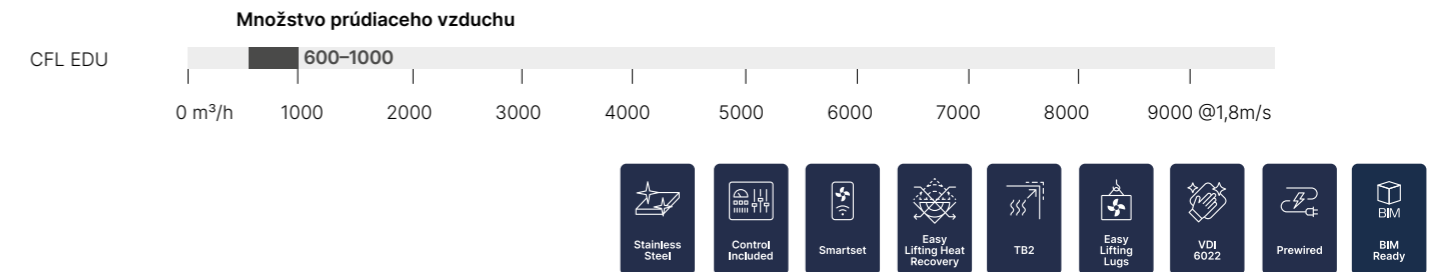 Množstvo prúdiaceho vzduchu
CFL EDU
600–1000
0 m³/h 1000 2000 3000 4000 5000 6000 7000 8000 9000 @1,8m/s
BIM
Stainless
Steel
Control
Included
Smartset
Easy
Lifting Heat
Recovery
TB2
Easy
Lifting
Lugs
VDI
6022
Prewired
BIM
Ready